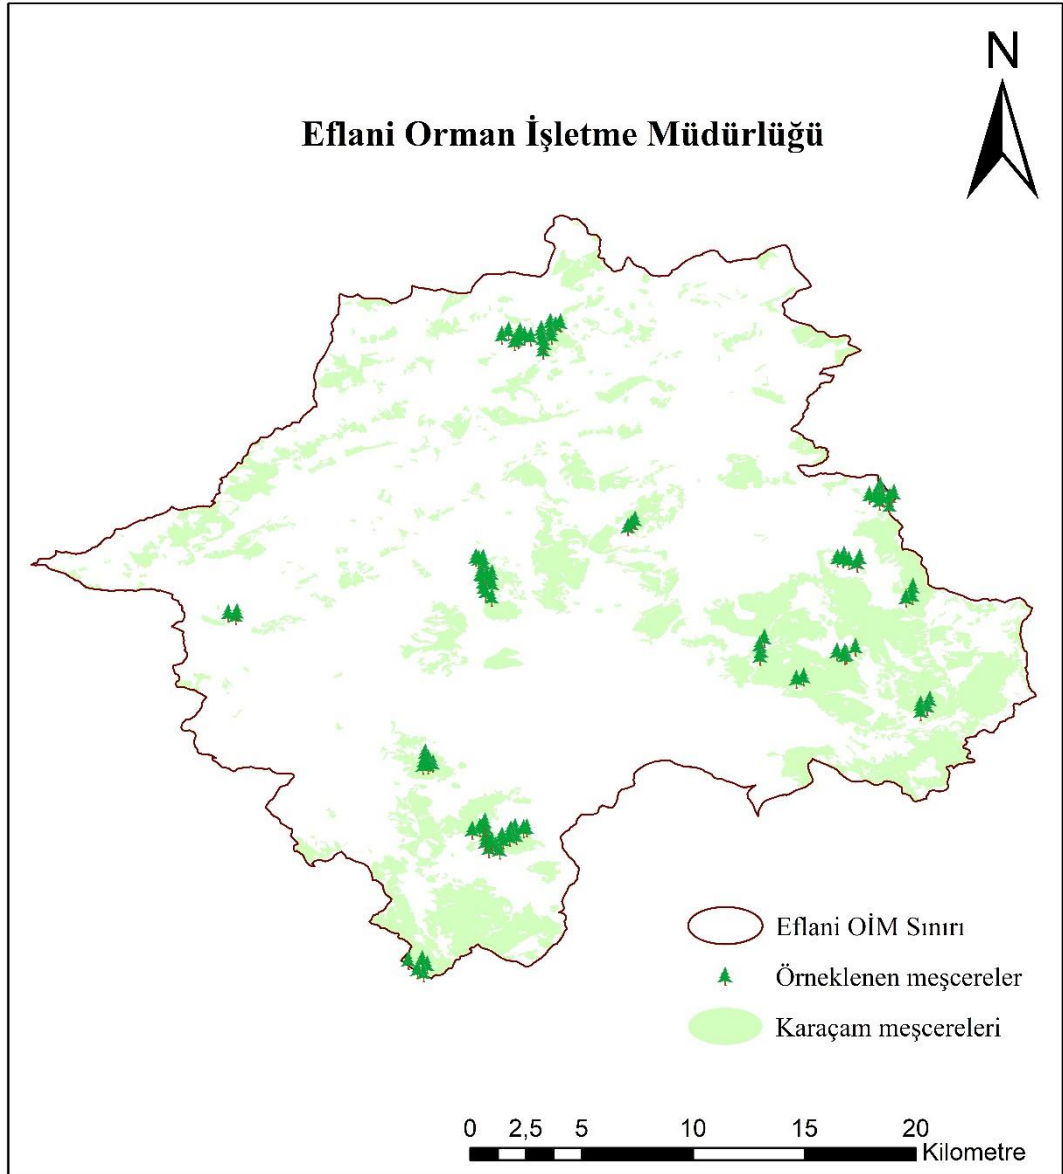 N
Eflani Orman İşletme Müdürlüğü
Eflani OİM Sınırı
Örneklenen meşcereler
Karaçam meşcereleri
0 2,5 5 10 15 20
Kilometre